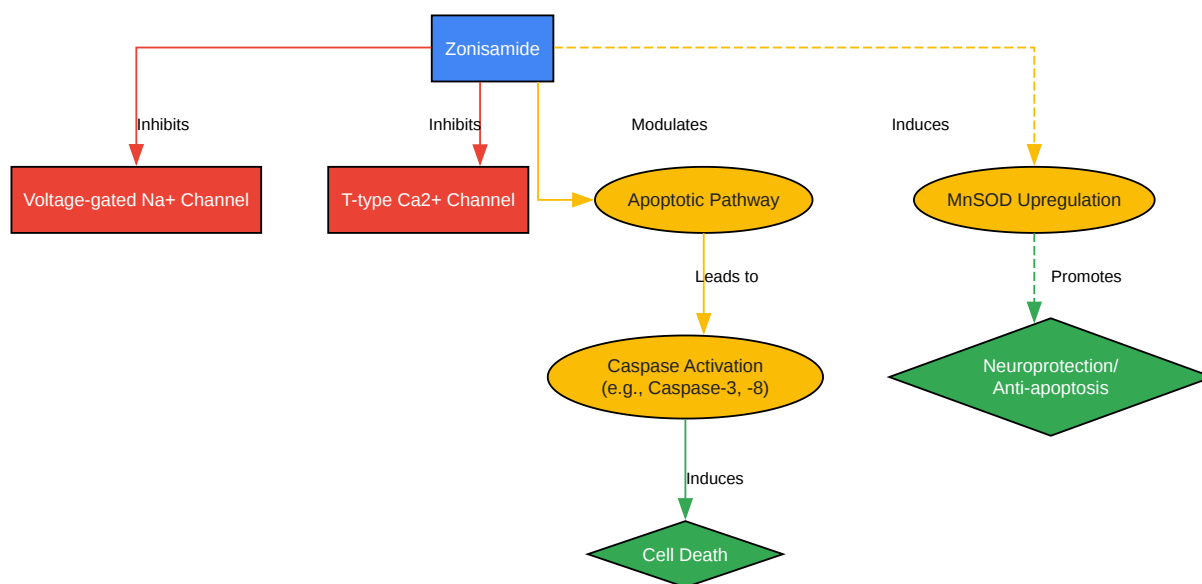 Zonisamide
Inhibits
Inhibits
Modulates
Induces
Voltage-gated Na+ Channel
T-type Ca2+ Channel
Apoptotic Pathway
MnSOD Upregulation
Leads to
Promotes
Caspase Activation
(e.g., Caspase-3, -8)
Neuroprotection/
Anti-apoptosis
Induces
Cell Death